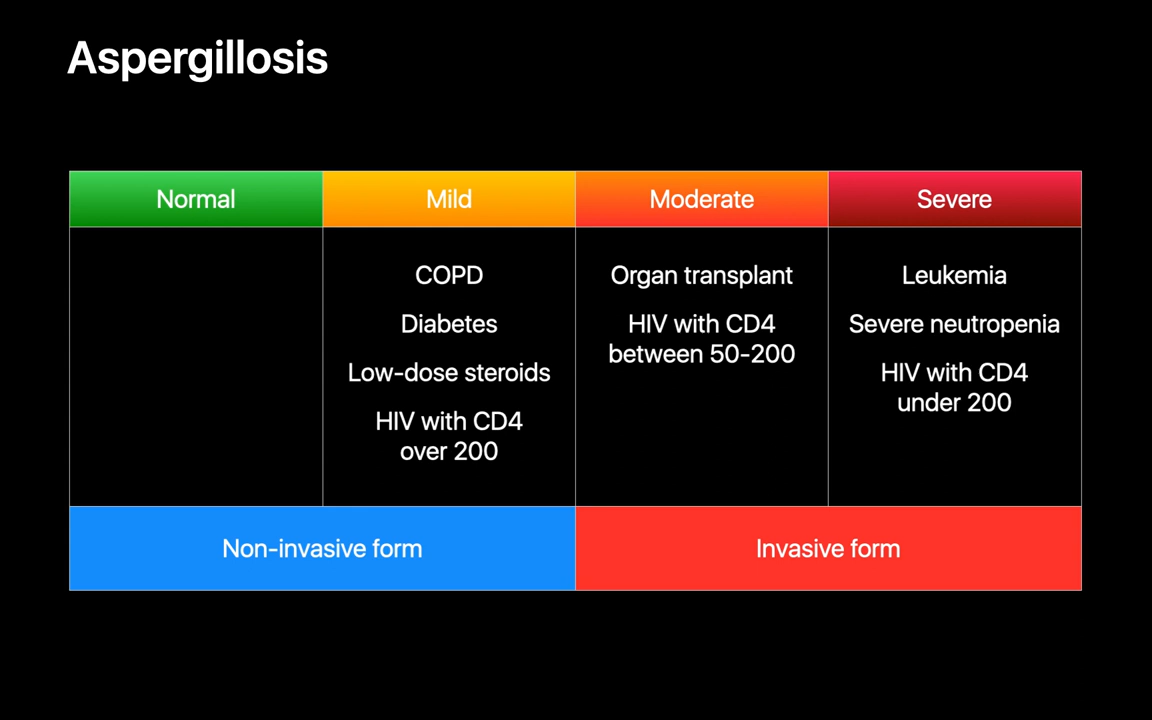 Aspergillosis
Normal
Mild
Moderate
Severe
COPD
Diabetes
Low-dose steroids
HIV with CD4
over 200
Organ transplant
HIV with CD4
between 50-200
Leukemia
Severe neutropenia
HIV with CD4
under 200
Non-invasive form
Invasive form